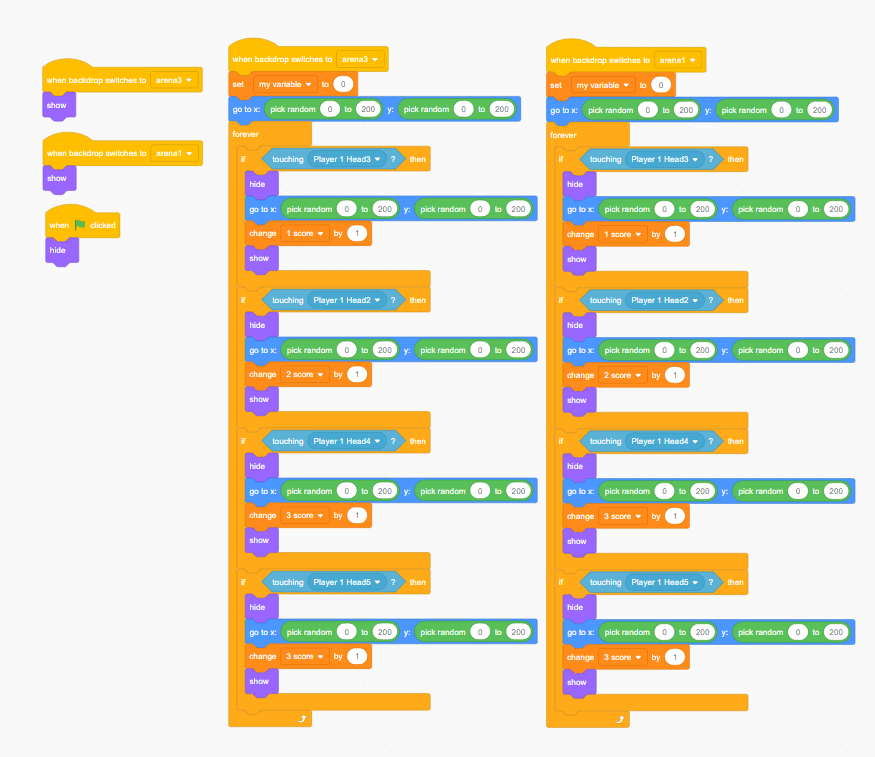 when backdrop switches to arena3
show
when backdrop switches to arena1
show
when clicked
hide
when backdrop switches to arena3
set my variable to 0
go to x: pick random 0 to 200 y: pick random 0 to 200
forever
if touching Player 1 Head3 ? then
hide
go to x: pick random 0 to 200 y: pick random 0 to 200
change 1 score by 1
show
if touching Player 1 Head2 ? then
hide
go to x: pick random 0 to 200 y: pick random 0 to 200
change 2 score by 1
show
if touching Player 1 Head4 ? then
hide
go to x: pick random 0 to 200 y: pick random 0 to 200
change 3 score by 1
show
if touching Player 1 Head5 ? then
hide
go to x: pick random 0 to 200 y: pick random 0 to 200
change 3 score by 1
show
when backdrop switches to arena1
set my variable to 0
go to x: pick random 0 to 200 y: pick random 0 to 200
forever
if touching Player 1 Head3 ? then
hide
go to x: pick random 0 to 200 y: pick random 0 to 200
change 1 score by 1
show
if touching Player 1 Head2 ? then
hide
go to x: pick random 0 to 200 y: pick random 0 to 200
change 2 score by 1
show
if touching Player 1 Head4 ? then
hide
go to x: pick random 0 to 200 y: pick random 0 to 200
change 3 score by 1
show
if touching Player 1 Head5 ? then
hide
go to x: pick random 0 to 200 y: pick random 0 to 200
change 3 score by 1
show